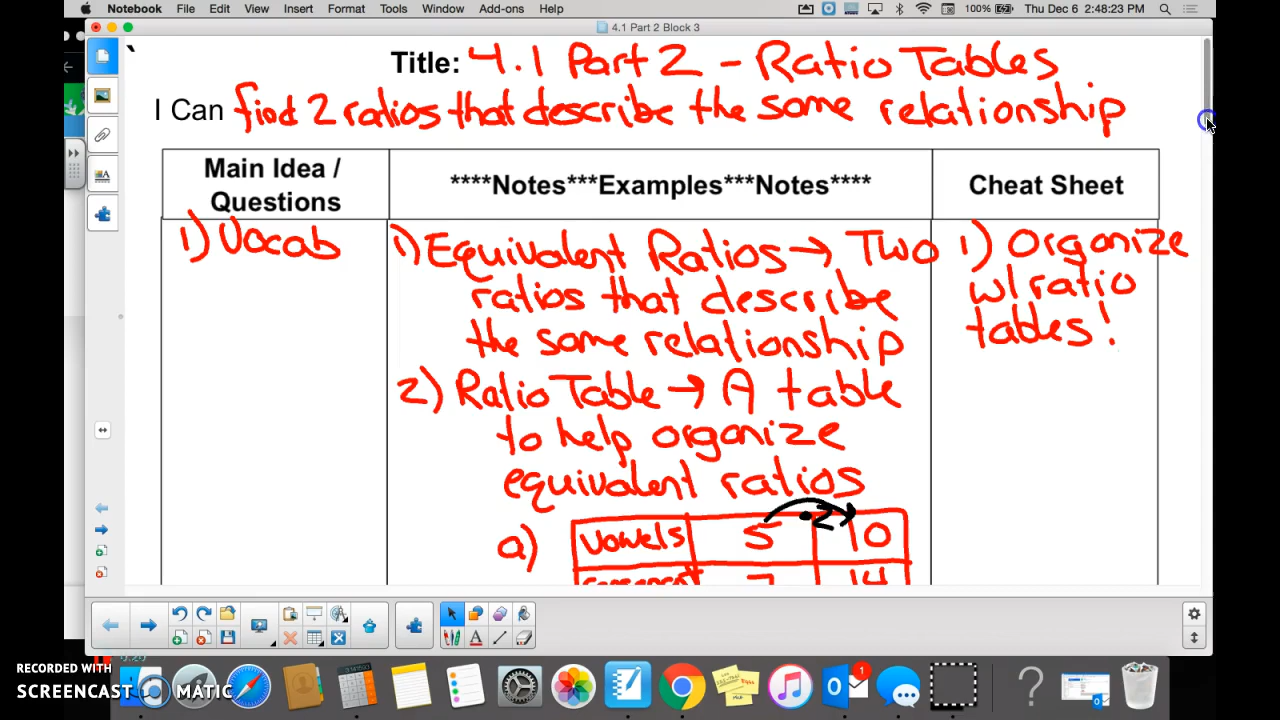 Notebook File Edit View Insert Format Tools Window Add-ons Help 100% Thu Dec 6 2:48:23 PM
4.1 Part 2 Block 3
`
Title: 4.1 Part 2 - Ratio Tables
I Can find 2 ratios that describe the same relationship
Main Idea / Questions
****Notes***Examples***Notes****
Cheat Sheet
1) Vocab
1) Equivalent Ratios → Two
ratios that describe
the same relationship
2) Ratio Table → A table
to help organize
equivalent ratios
a)
Vowels 5 10
·2
7 14
1) Organize
w/ ratio
tables!
1
RECORDED WITH
SCREENCAST MATIC